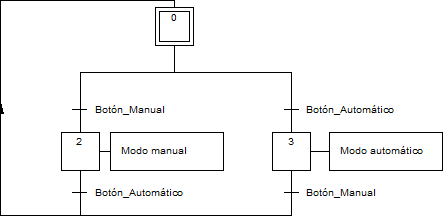 0
Botón_Manual
Botón_Automático
2
Modo manual
3
Modo automático
Botón_Automático
Botón_Manual